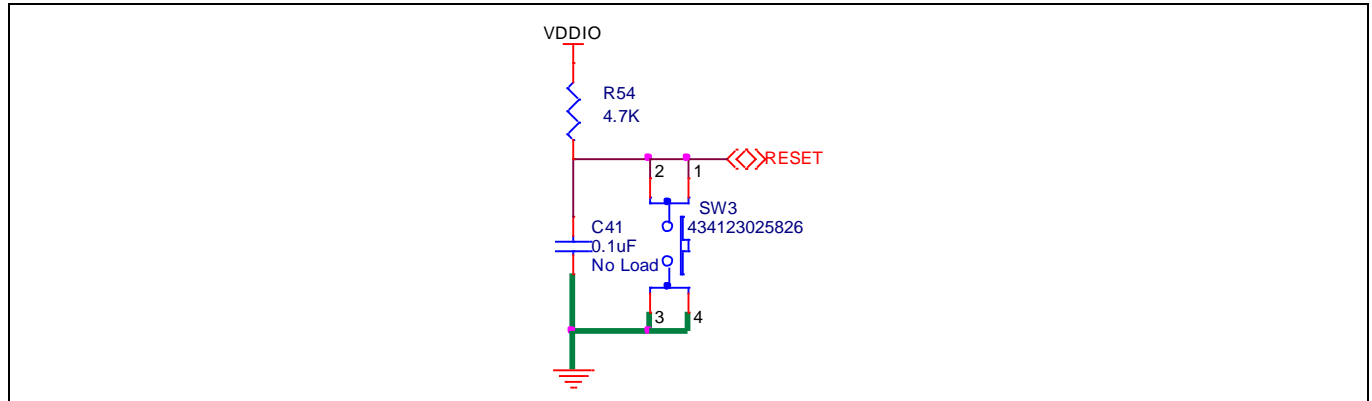 VDDIO
R54
4.7K
RESET
2 1
SW3
434123025826
C41
0.1uF
No Load
3 4